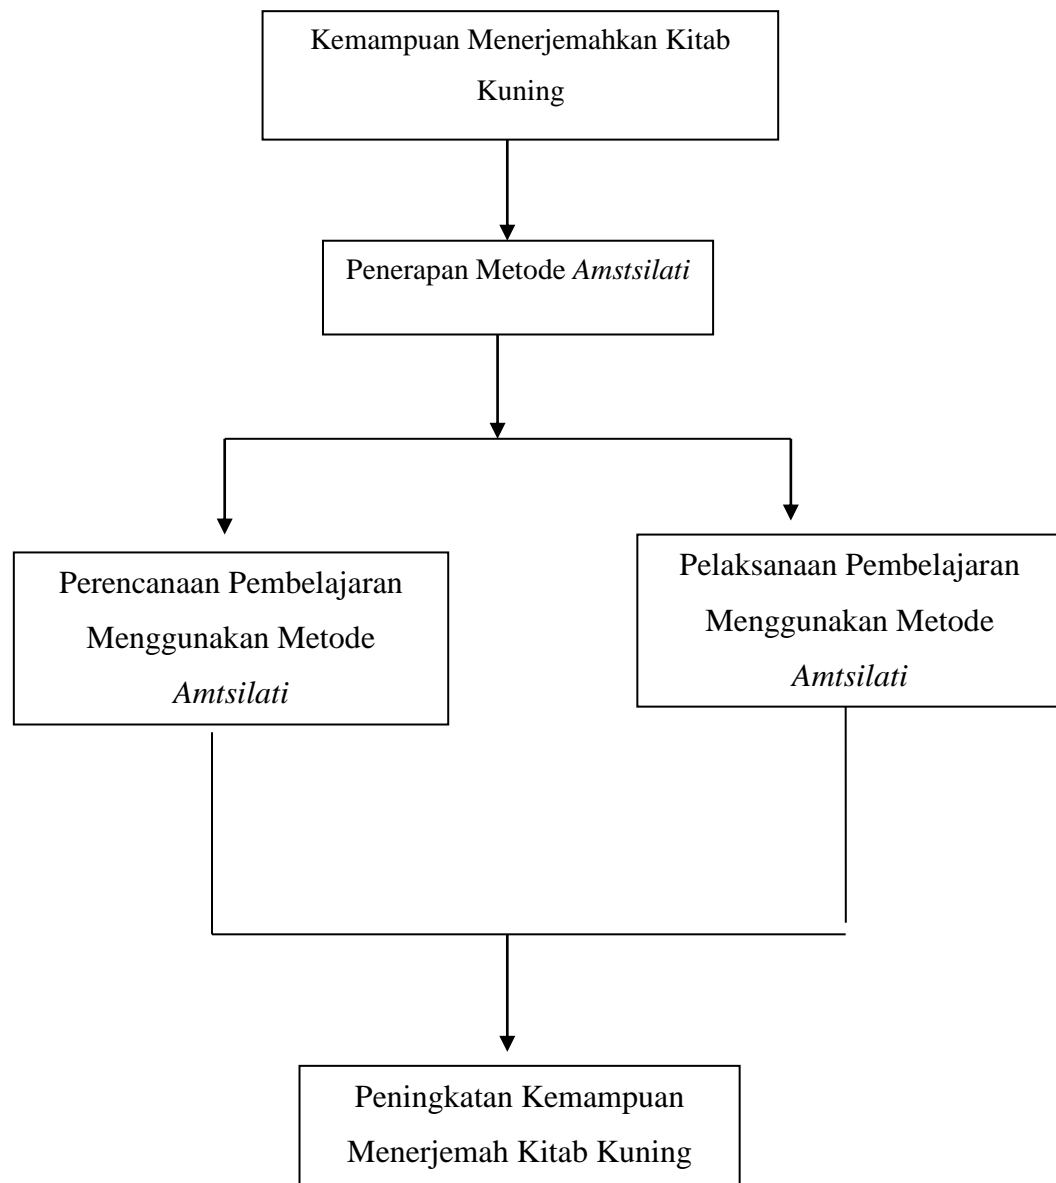 Kemampuan Menerjemahkan Kitab
Kuning
Penerapan Metode Amstsilati
Perencanaan Pembelajaran
Menggunakan Metode
Amtsilati
Pelaksanaan Pembelajaran
Menggunakan Metode
Amtsilati
Peningkatan Kemampuan
Menerjemah Kitab Kuning